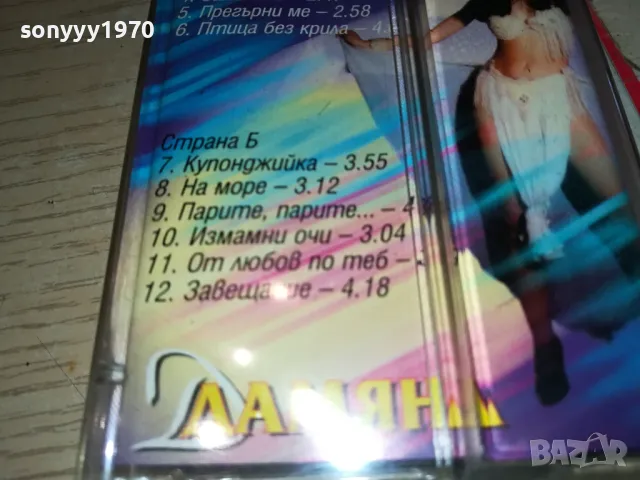 sonyyy1970
5. Прегърни ме – 2.58
6. Птица без крила – 4.
Страна Б
7. Купонджийка – 3.55
8. На море – 3.12
9. Парите, парите... – 4
10. Измамни очи – 3.04
11. От любов по теб –
12. Завещание – 4.18
ДАМЯНА
BAZAR